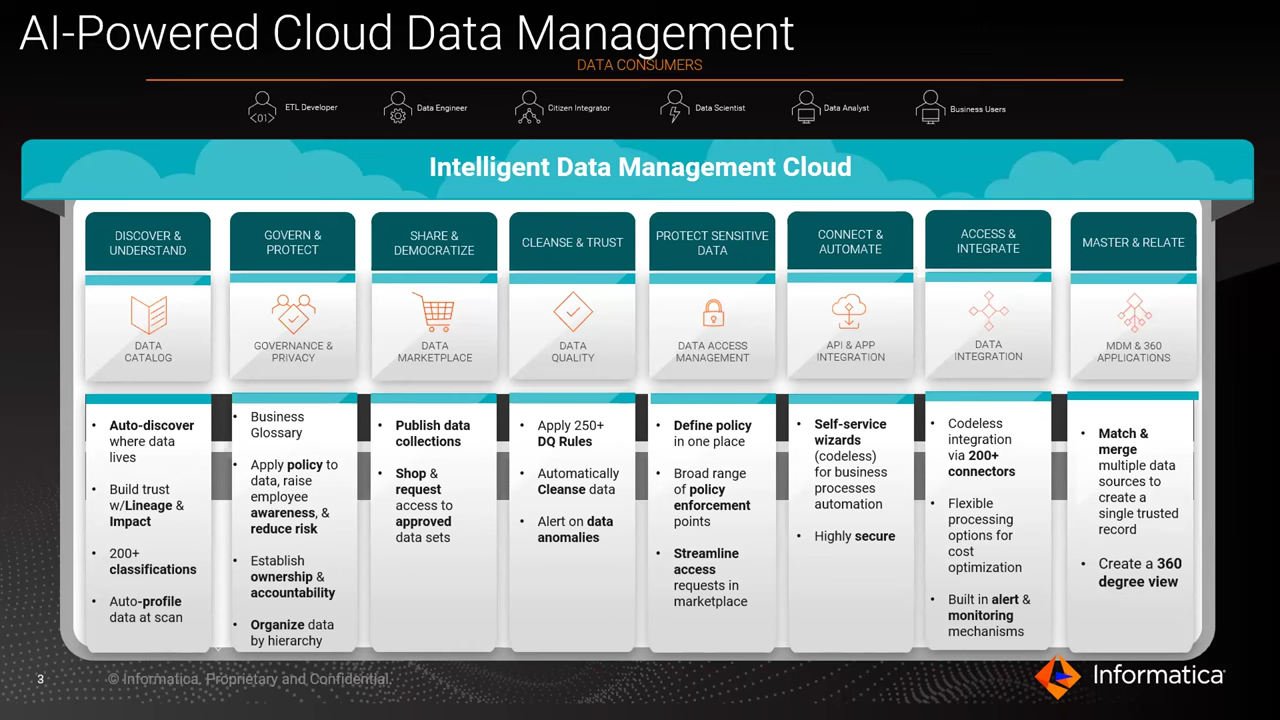 AI-Powered Cloud Data Management
DATA CONSUMERS
ETL Developer
Data Engineer
Citizen Integrator
Data Scientist
Data Analyst
Business Users
Intelligent Data Management Cloud
DISCOVER &
UNDERSTAND
DATA
CATALOG
• Auto-discover
where data
lives
• Build trust
w/Lineage &
Impact
• 200+
classifications
• Auto-profile
data at scan
GOVERN &
PROTECT
GOVERNANCE &
PRIVACY
• Business
Glossary
• Apply policy to
data, raise
employee
awareness, &
reduce risk
• Establish
ownership &
accountability
• Organize data
by hierarchy
SHARE &
DEMOCRATIZE
DATA
MARKETPLACE
• Publish data
collections
• Shop &
request
access to
approved
data sets
CLEANSE & TRUST
DATA
QUALITY
• Apply 250+
DQ Rules
• Automatically
Cleanse data
• Alert on data
anomalies
PROTECT SENSITIVE
DATA
DATA ACCESS
MANAGEMENT
• Define policy
in one place
• Broad range
of policy
enforcement
points
• Streamline
access
requests in
marketplace
CONNECT &
AUTOMATE
API & APP
INTEGRATION
• Self-service
wizards
(codeless)
for business
processes
automation
• Highly secure
ACCESS &
INTEGRATE
DATA
INTEGRATION
• Codeless
integration
via 200+
connectors
• Flexible
processing
options for
cost
optimization
• Built in alert &
monitoring
mechanisms
MASTER & RELATE
MDM & 360
APPLICATIONS
• Match &
merge
multiple data
sources to
create a
single trusted
record
• Create a 360
degree view
3
© Informatica. Proprietary and Confidential.
Informatica